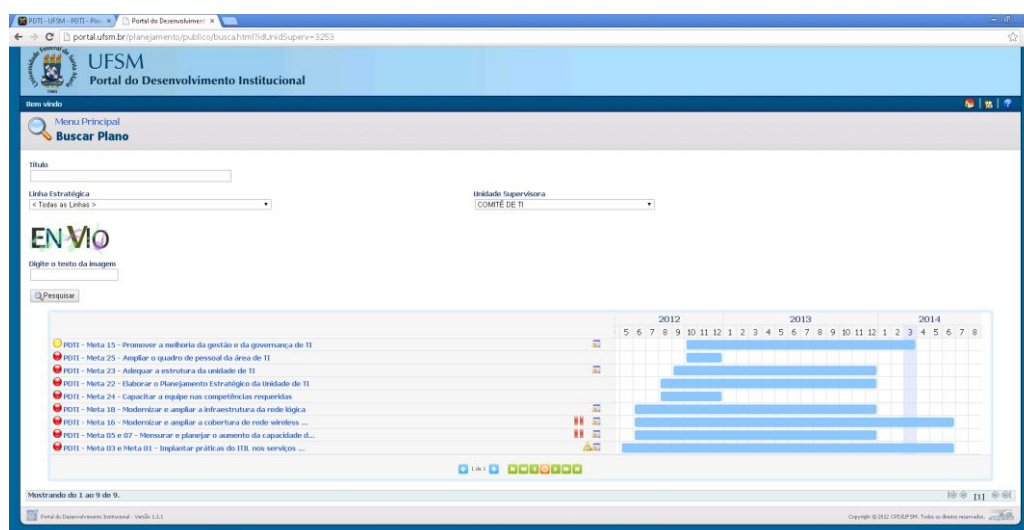 PDTI - UFSM - PDTI - Plan
Portal do Desenvolviment
portal.ufsm.br/planejamento/publico/busca.html?idUnidSuperv=3253
UFSM
Portal do Desenvolvimento Institucional
Bem vindo
Menu Principal
Buscar Plano
Título
Linha Estratégica
Unidade Supervisora
< Todas as Linhas >
COMITÊ DE TI
EN VIO
Digite o texto da imagem
Pesquisar
2012 2013 2014
5 6 7 8 9 10 11 12 1 2 3 4 5 6 7 8 9 10 11 12 1 2 3 4 5 6 7 8
PDTI - Meta 15 - Promover a melhoria da gestão e da governança de TI
PDTI - Meta 25 - Ampliar o quadro de pessoal da área de TI
PDTI - Meta 23 - Adequar a estrutura da unidade de TI
PDTI - Meta 22 - Elaborar o Planejamento Estratégico da Unidade de TI
PDTI - Meta 24 - Capacitar a equipe nas competências requeridas
PDTI - Meta 18 - Modernizar e ampliar a infraestrutura da rede lógica
PDTI - Meta 16 - Modernizar e ampliar a cobertura de rede wireless ...
PDTI - Meta 05 e 07 - Mensurar e planejar o aumento da capacidade d...
PDTI - Meta 03 e Meta 01 - Implantar práticas do ITIL nos serviços ...
1 de 1
Mostrando do 1 ao 9 de 9.
[1]
Portal do Desenvolvimento Institucional - Versão 1.1.1
Copyright © 2012 CPD/UFSM. Todos os direitos reservados.